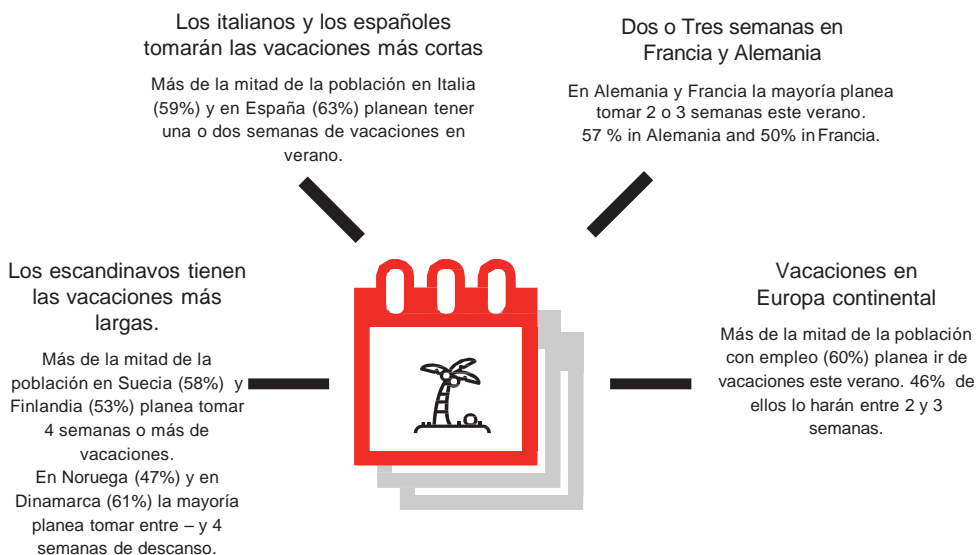 Los italianos y los españoles
tomarán las vacaciones más cortas
Más de la mitad de la población en Italia
(59%) y en España (63%) planean tener
una o dos semanas de vacaciones en
verano.
Dos o Tres semanas en
Francia y Alemania
En Alemania y Francia la mayoría planea
tomar 2 o 3 semanas este verano.
57 % in Alemania and 50% in Francia.
Los escandinavos tienen
las vacaciones más
largas.
Más de la mitad de la
población en Suecia (58%) y
Finlandia (53%) planea tomar
4 semanas o más de
vacaciones.
En Noruega (47%) y en
Dinamarca (61%) la mayoría
planea tomar entre – y 4
semanas de descanso.
Vacaciones en
Europa continental
Más de la mitad de la población
con empleo (60%) planea ir de
vacaciones este verano. 46% de
ellos lo harán entre 2 y 3
semanas.